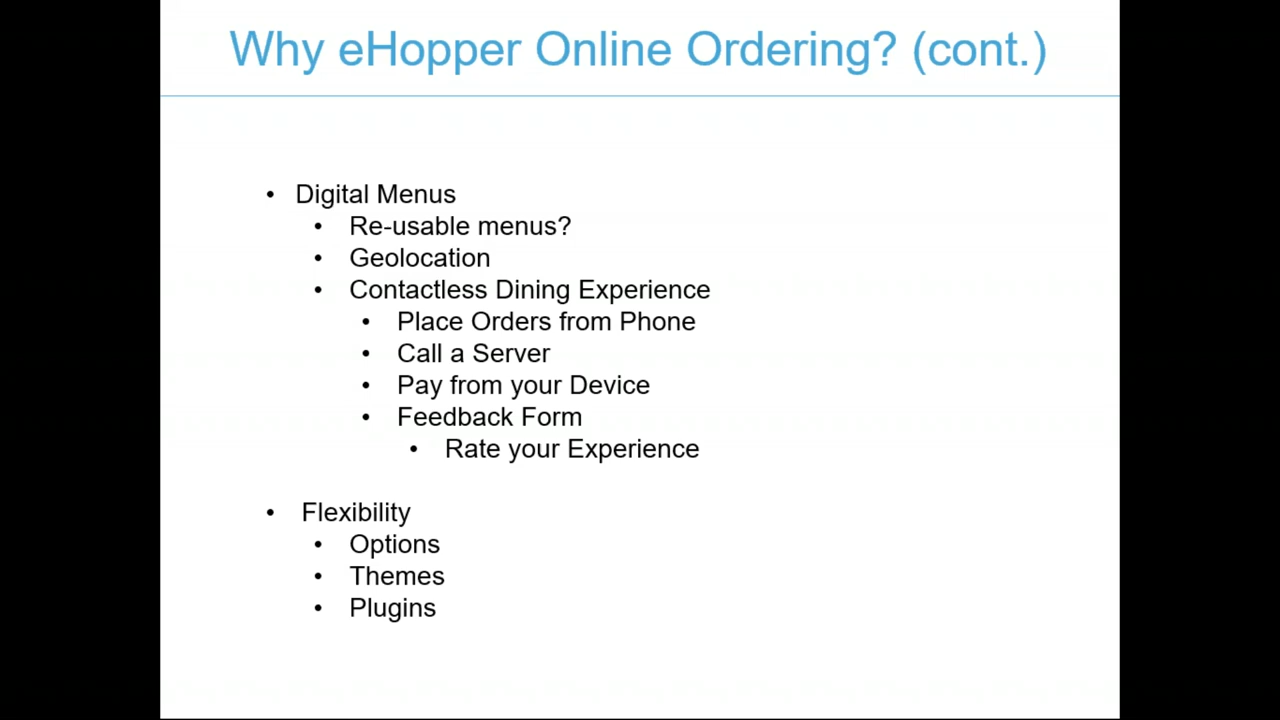 Why eHopper Online Ordering? (cont.)
• Digital Menus
• Re-usable menus?
• Geolocation
• Contactless Dining Experience
• Place Orders from Phone
• Call a Server
• Pay from your Device
• Feedback Form
• Rate your Experience
• Flexibility
• Options
• Themes
• Plugins